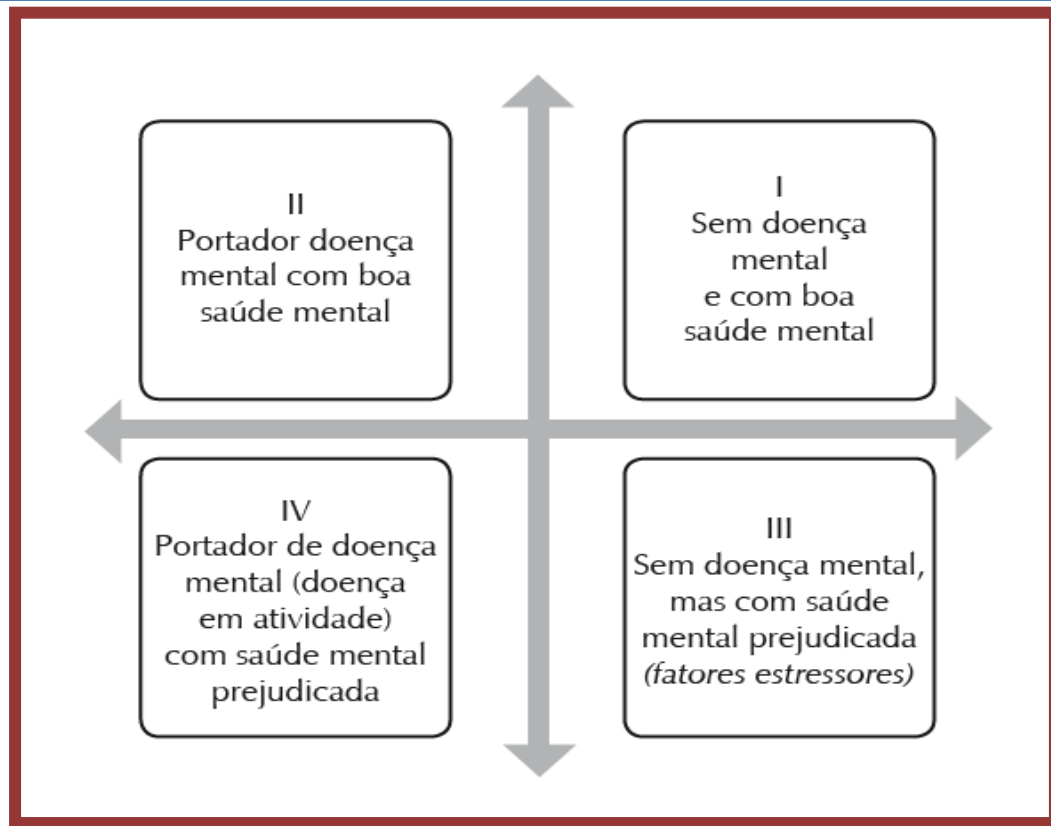 II
Portador doença
mental com boa
saúde mental
I
Sem doença
mental
e com boa
saúde mental
IV
Portador de doença
mental (doença
em atividade)
com saúde mental
prejudicada
III
Sem doença mental,
mas com saúde
mental prejudicada
(fatores estressores)